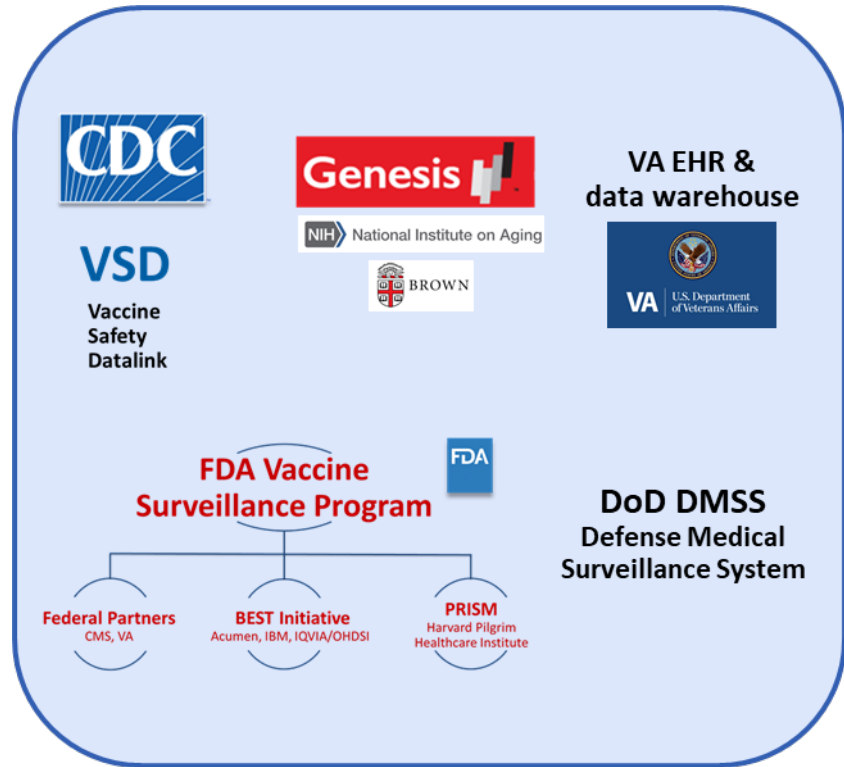 CDC
VSD
Vaccine
Safety
Datalink
Genesis
NIH National Institute on Aging
BROWN
VA EHR &
data warehouse
VA U.S. Department
of Veterans Affairs
FDA Vaccine
Surveillance Program
FDA
Federal Partners
CMS, VA
BEST Initiative
Acumen, IBM, IQVIA/OHDSI
PRISM
Harvard Pilgrim
Healthcare Institute
DoD DMSS
Defense Medical
Surveillance System